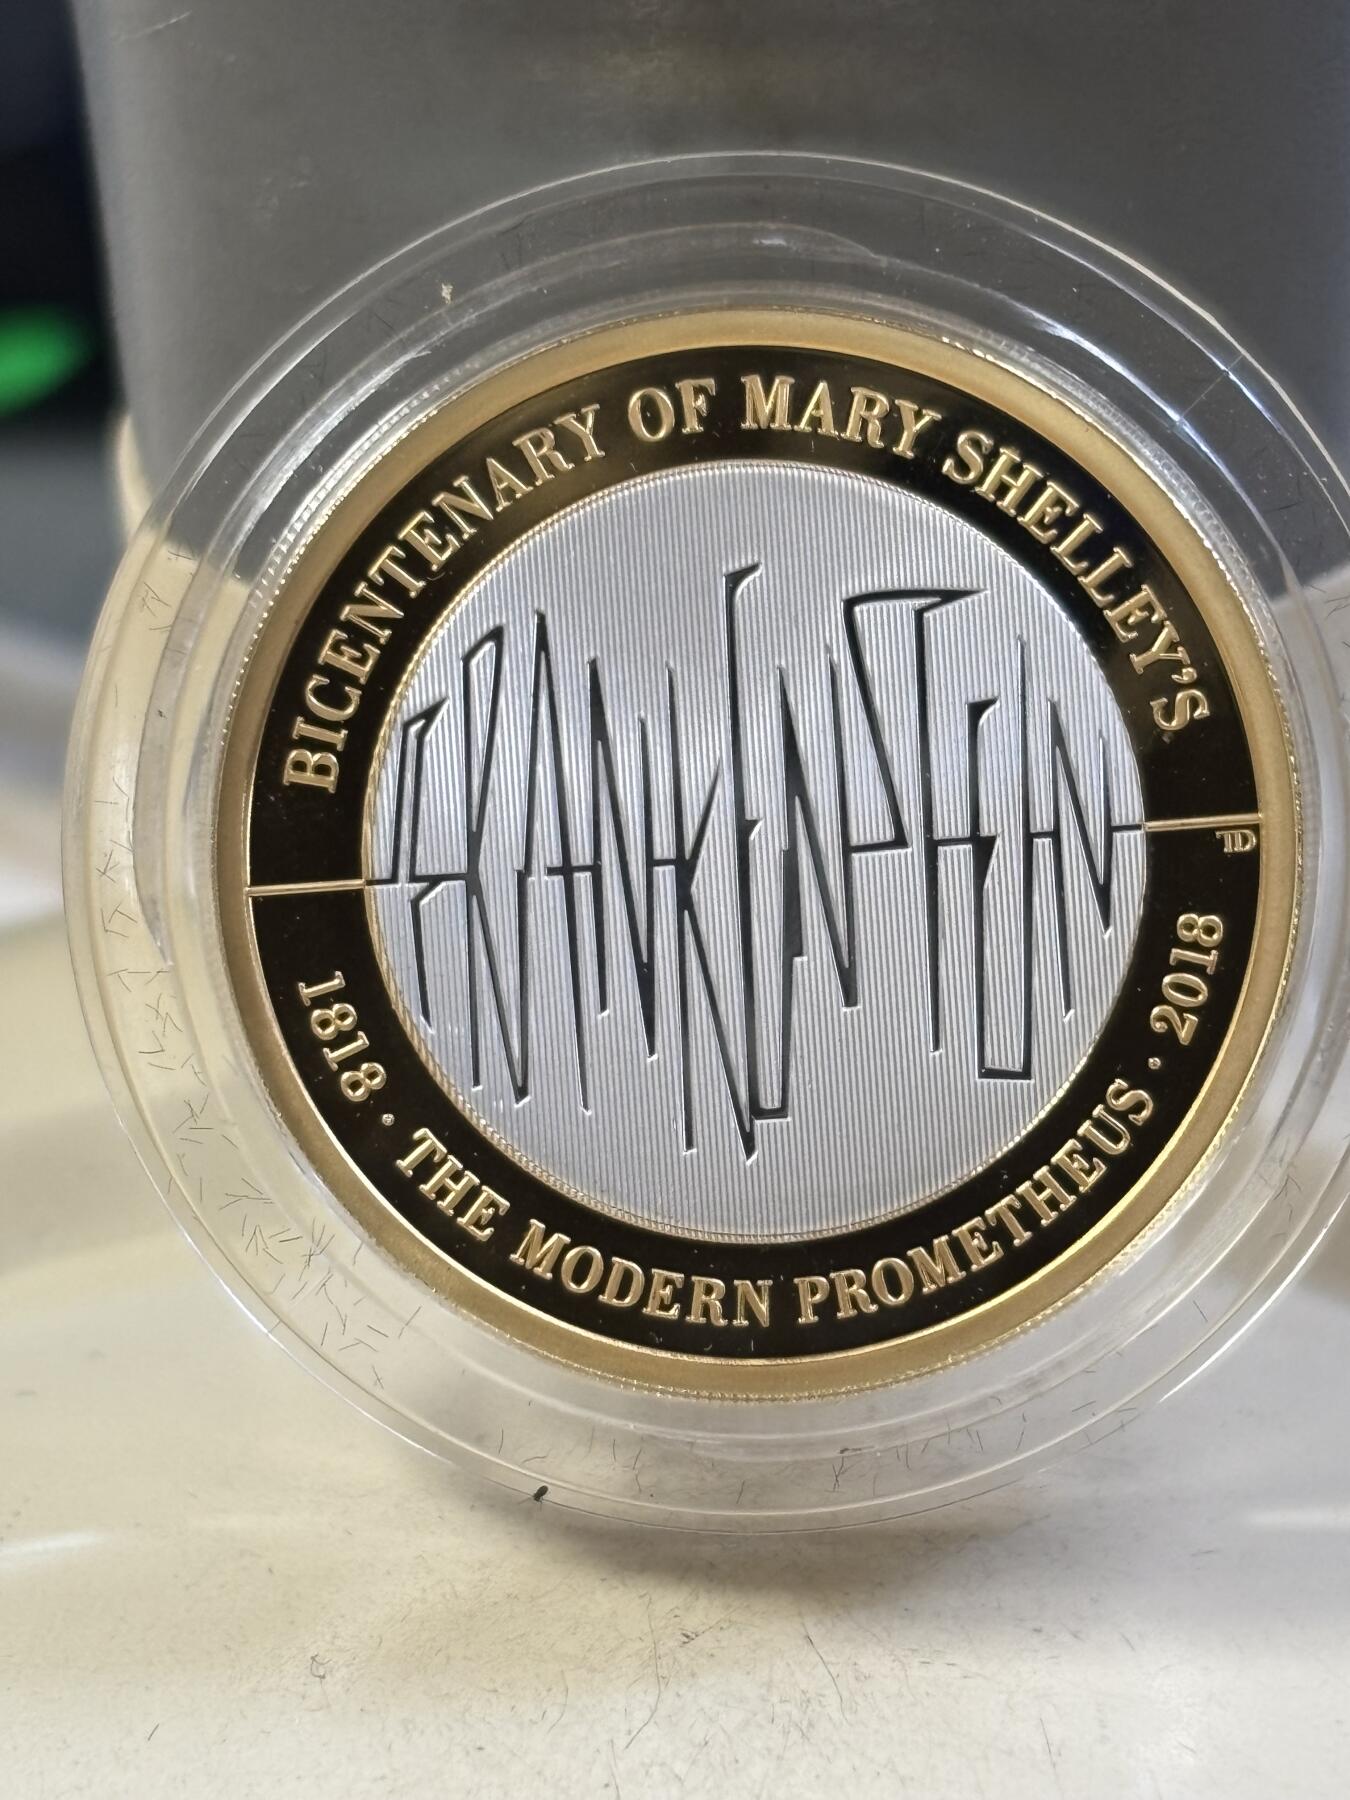 BICENTENARY OF MARY SHELLEY'S
FRANKENSTEIN
1818 · THE MODERN PROMETHEUS · 2018
TD